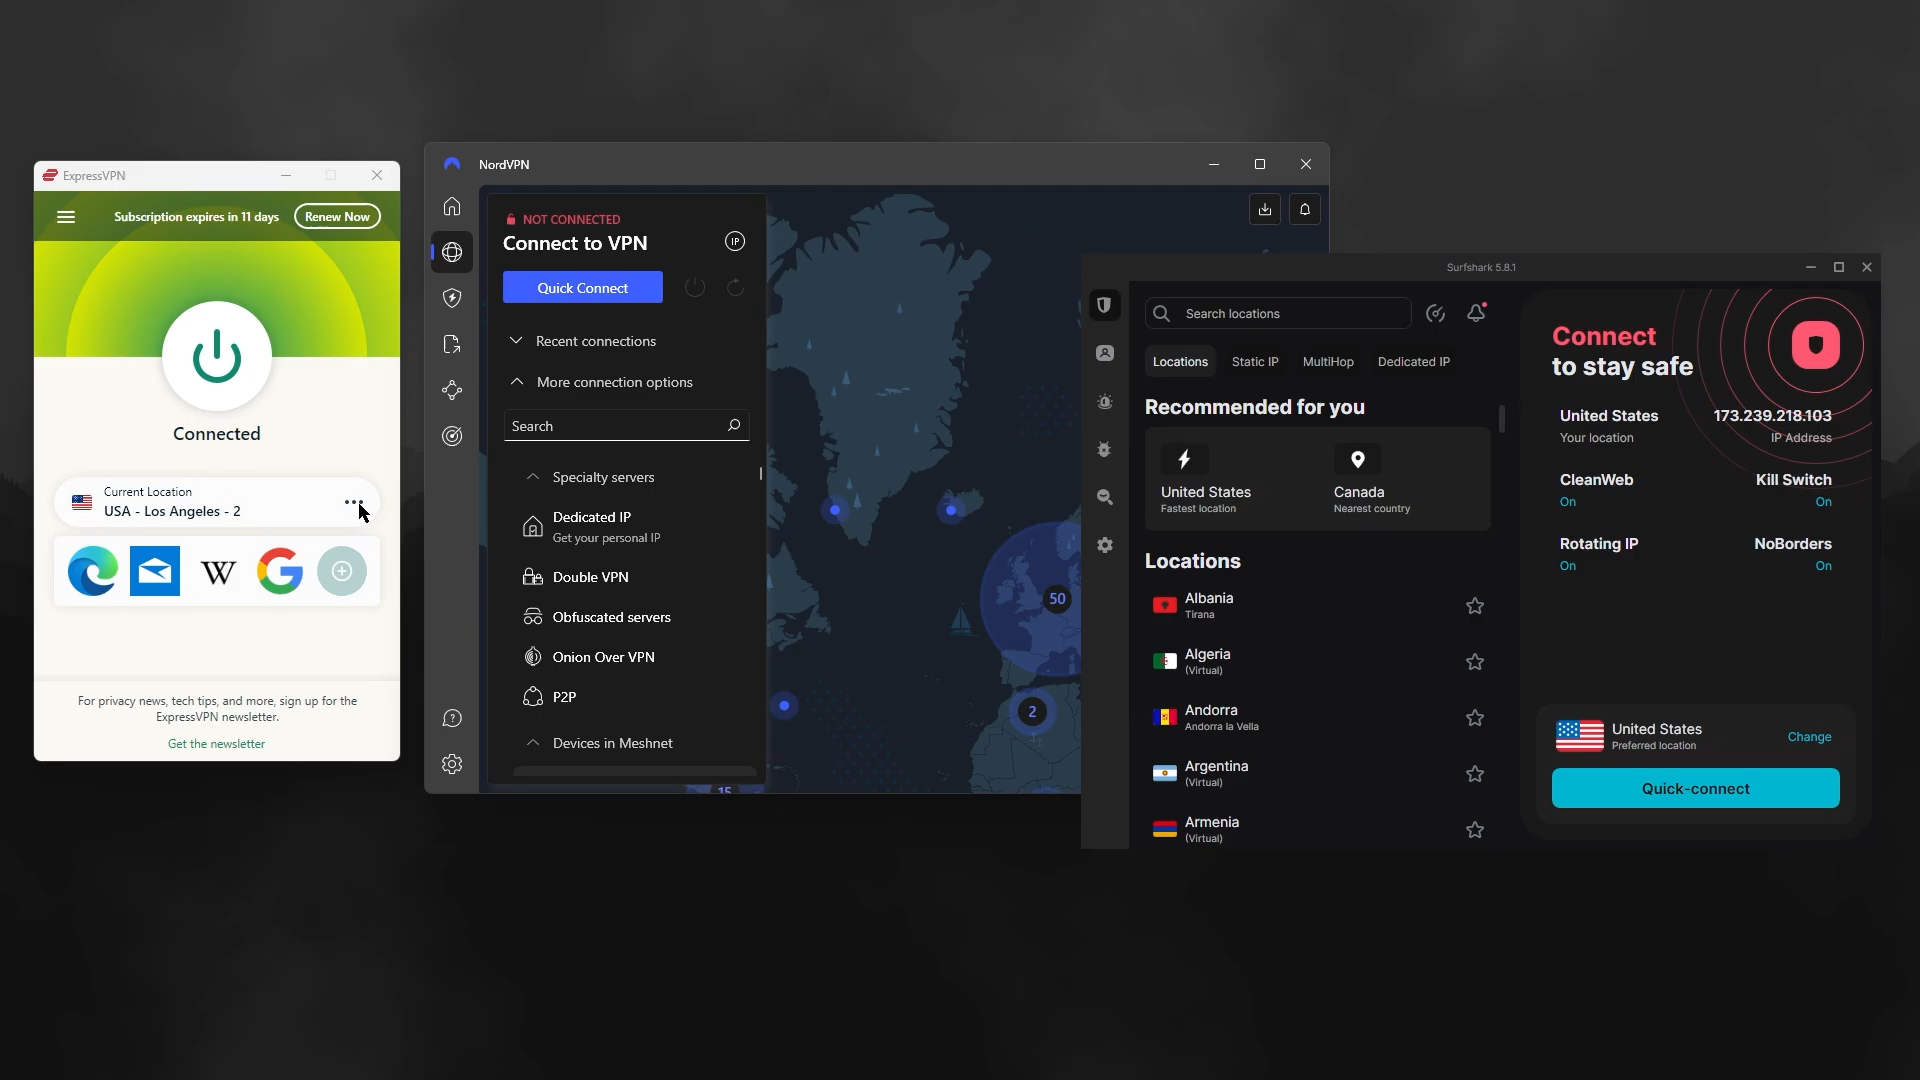 ExpressVPN
Subscription expires in 11 days
Renew Now
Connected
Current Location
USA - Los Angeles - 2
W
G
For privacy news, tech tips, and more, sign up for the
ExpressVPN newsletter.
Get the newsletter
NordVPN
NOT CONNECTED
Connect to VPN
IP
Quick Connect
Recent connections
More connection options
Search
Specialty servers
Dedicated IP
Get your personal IP
Double VPN
Obfuscated servers
Onion Over VPN
P2P
Devices in Meshnet
50
2
15
Surfshark 5.8.1
Search locations
Locations
Static IP
MultiHop
Dedicated IP
Recommended for you
United States
Fastest location
Canada
Nearest country
Locations
Albania
Tirana
Algeria
(Virtual)
Andorra
Andorra la Vella
Argentina
(Virtual)
Armenia
(Virtual)
Connect
to stay safe
United States
Your location
173.239.218.103
IP Address
CleanWeb
On
Kill Switch
On
Rotating IP
On
NoBorders
On
United States
Preferred location
Change
Quick-connect